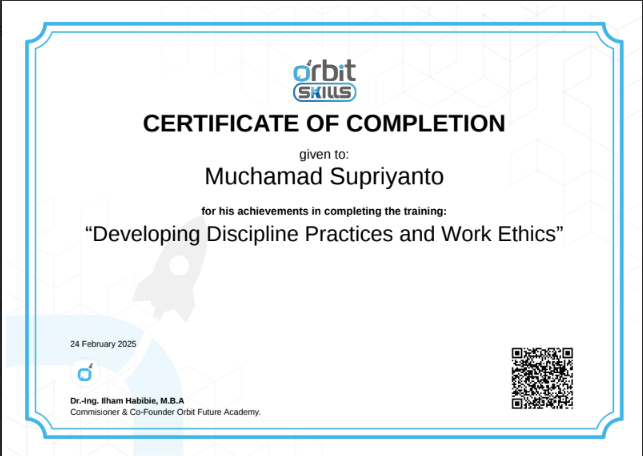 orbit
SKILLS
CERTIFICATE OF COMPLETION
given to:
Muchamad Supriyanto
for his achievements in completing the training:
“Developing Discipline Practices and Work Ethics”
24 February 2025
Dr.-Ing. Ilham Habibie, M.B.A
Commisioner & Co-Founder Orbit Future Academy.